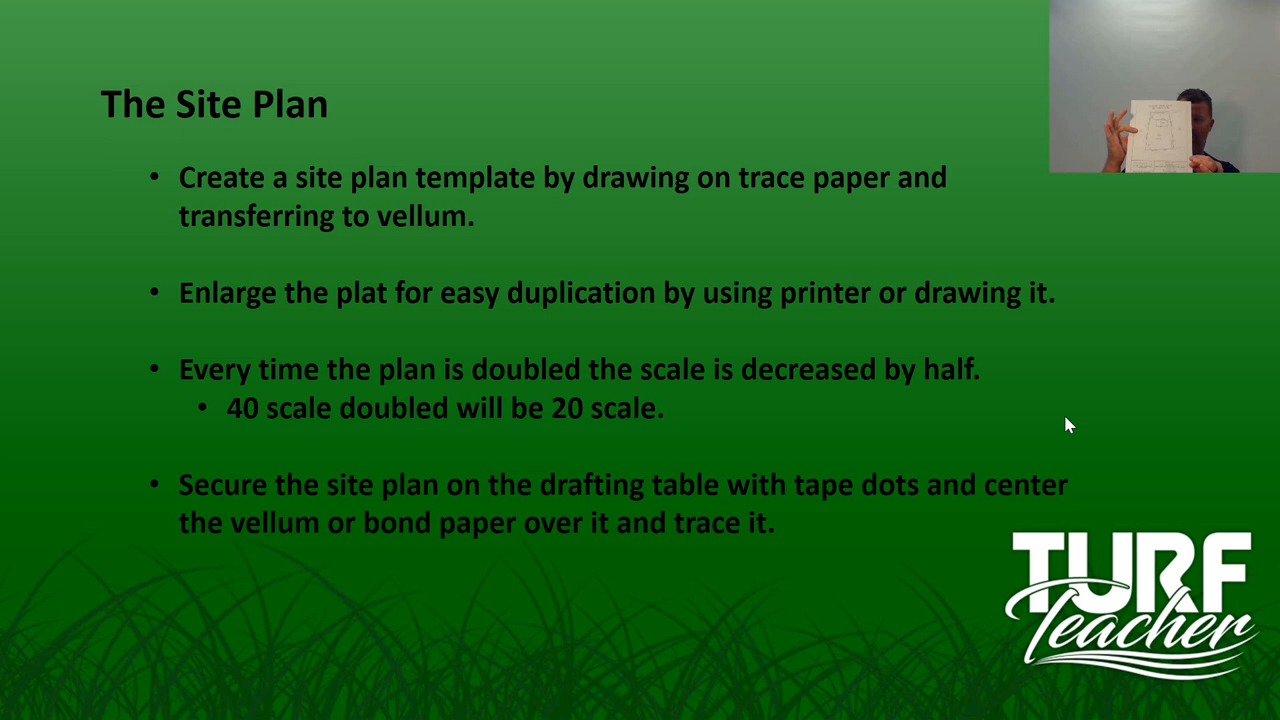 The Site Plan
• Create a site plan template by drawing on trace paper and
transferring to vellum.
• Enlarge the plat for easy duplication by using printer or drawing it.
• Every time the plan is doubled the scale is decreased by half.
• 40 scale doubled will be 20 scale.
• Secure the site plan on the drafting table with tape dots and center
the vellum or bond paper over it and trace it.
TURF
Teacher